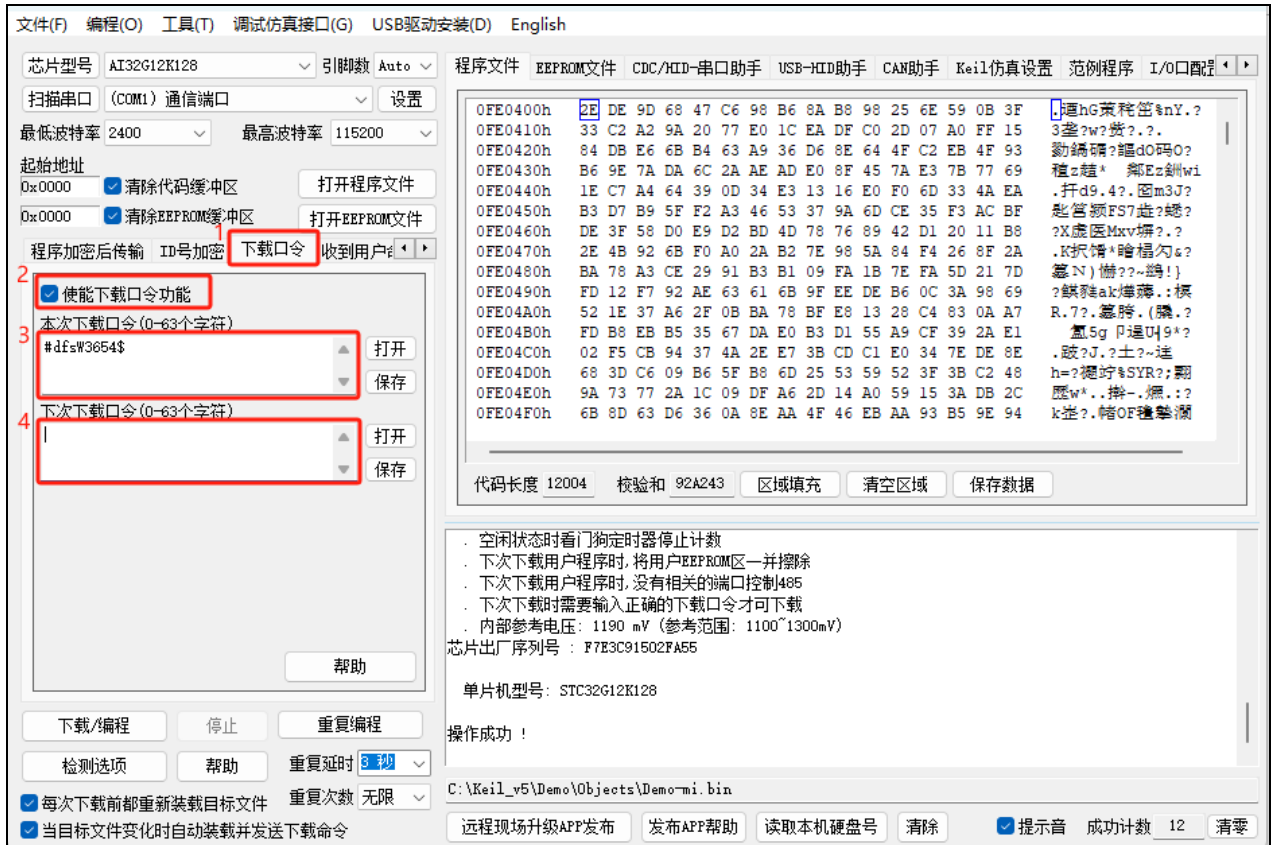 文件(F) 编程(O) 工具(T) 调试仿真接口(G) USB驱动安装(D) English
芯片型号 AI32G12K128 引脚数 Auto
扫描串口 (COM1) 通信端口 设置
最低波特率 2400 最高波特率 115200
起始地址
0x0000 清除代码缓冲区 打开程序文件
0x0000 清除EEPROM缓冲区 打开EEPROM文件
1
程序加密后传输 ID号加密 下载口令 收到用户
2
使能下载口令功能
本次下载口令(0-63个字符)
3
#dfsW3654$
打开
保存
下次下载口令(0-63个字符)
4
打开
保存
帮助
下载/编程 停止 重复编程
检测选项 帮助 重复延时 3 秒
每次下载前都重新装载目标文件 重复次数 无限
当目标文件变化时自动装载并发送下载命令
程序文件 EEPROM文件 CDC/HID-串口助手 USB-HID助手 CAN助手 Keil仿真设置 范例程序 I/O口配
0FE0400h 2E DE 9D 68 47 C6 98 B6 8A B8 98 25 6E 59 0B 3F
0FE0410h 33 C2 A2 9A 20 77 E0 1C EA DF C0 2D 07 A0 FF 15
0FE0420h 84 DB E6 6B B4 63 A9 36 D6 8E 64 4F C2 EB 4F 93
0FE0430h B6 9E 7A DA 6C 2A AE AD E0 8F 45 7A E3 7B 77 69
0FE0440h 1E C7 A4 64 39 0D 34 E3 13 16 E0 F0 6D 33 4A EA
0FE0450h B3 D7 B9 5F F2 A3 46 53 37 9A 6D CE 35 F3 AC BF
0FE0460h DE 3F 58 D0 E9 D2 BD 4D 78 76 89 42 D1 20 11 B8
0FE0470h 2E 4B 92 6B F0 A0 2A B2 7E 98 5A 84 F4 26 8F 2A
0FE0480h BA 78 A3 CE 29 91 B3 B1 09 FA 1B 7E FA 5D 21 7D
0FE0490h FD 12 F7 92 AE 63 61 6B 9F EE DE B6 0C 3A 98 69
0FE04A0h 52 1E 37 A6 2F 0B BA 78 BF E8 13 28 C4 83 0A A7
0FE04B0h FD B8 EB B5 35 67 DA E0 B3 D1 55 A9 CF 39 2A E1
0FE04C0h 02 F5 CB 94 37 4A 2E E7 3B CD C1 E0 34 7E DE 8E
0FE04D0h 68 3D C6 09 B6 5F B8 6D 25 53 59 52 3F 3B C2 48
0FE04E0h 9A 73 77 2A 1C 09 DF A6 2D 14 A0 59 15 3A DB 2C
0FE04F0h 6B 8D 63 D6 36 0A 8E AA 4F 46 EB AA 93 B5 9E 94
代码长度 12004 校验和 92A243 区域填充 清空区域 保存数据
. 空闲状态时看门狗定时器停止计数
. 下次下载用户程序时,将用户EEPROM区一并擦除
. 下次下载用户程序时,没有相关的端口控制485
. 下次下载时需要输入正确的下载口令才可下载
. 内部参考电压: 1190 mV (参考范围: 1100~1300mV)
芯片出厂序列号 : F7E3C91502FA55
单片机型号: STC32G12K128
操作成功 !
C:\Keil_v5\Demo\Objects\Demo-mi.bin
远程现场升级APP发布 发布APP帮助 读取本机硬盘号 清除 提示音 成功计数 12 清零